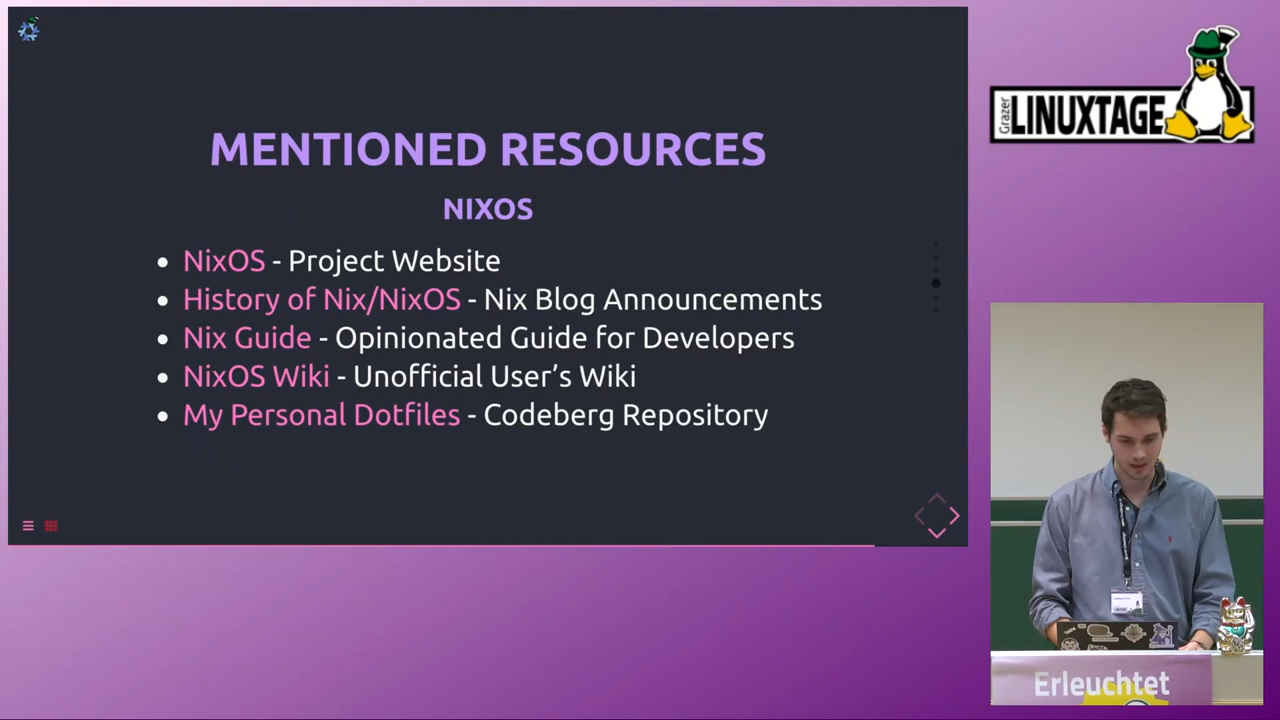 MENTIONED RESOURCES
NIXOS
NixOS - Project Website
History of Nix/NixOS - Nix Blog Announcements
Nix Guide - Opinionated Guide for Developers
NixOS Wiki - Unofficial User's Wiki
My Personal Dotfiles - Codeberg Repository
Grazer
LINUXTAGE
Erleuchtet